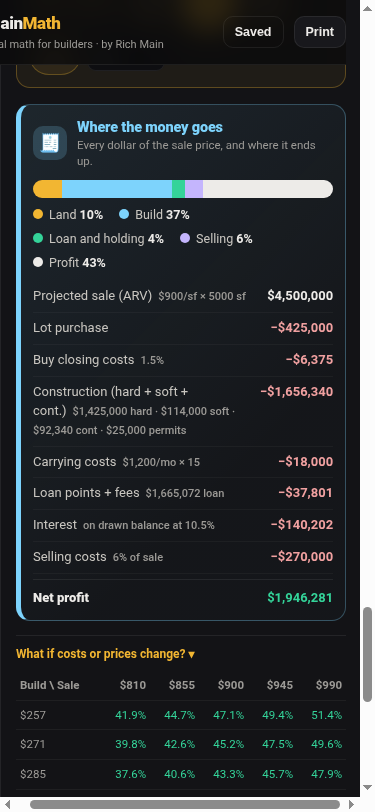 ainMath
al math for builders · by Rich Main
Saved
Print
Where the money goes
Every dollar of the sale price, and where it ends
up.
Land 10% Build 37%
Loan and holding 4% Selling 6%
Profit 43%
Projected sale (ARV) $900/sf × 5000 sf $4,500,000
Lot purchase −$425,000
Buy closing costs 1.5% −$6,375
Construction (hard + soft + −$1,656,340
cont.) $1,425,000 hard · $114,000 soft ·
$92,340 cont · $25,000 permits
Carrying costs $1,200/mo × 15 −$18,000
Loan points + fees $1,665,072 loan −$37,801
Interest on drawn balance at 10.5% −$140,202
Selling costs 6% of sale −$270,000
Net profit $1,946,281
What if costs or prices change? ▾
Build \ Sale $810 $855 $900 $945 $990
$257 41.9% 44.7% 47.1% 49.4% 51.4%
$271 39.8% 42.6% 45.2% 47.5% 49.6%
$285 37.6% 40.6% 43.3% 45.7% 47.9%